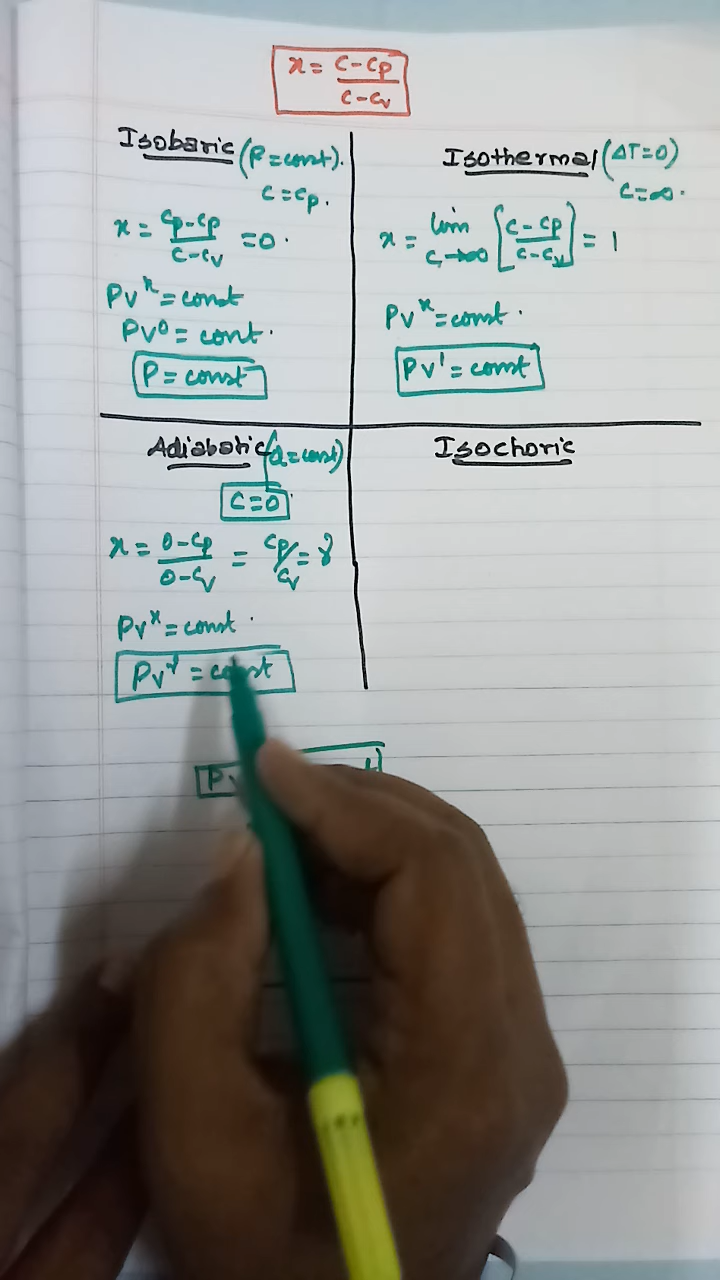 x = C-Cp / C-Cv
Isobaric (P=const).
C=Cp.
x = Cp-Cp / C-Cv = 0.
PV^x = const
PV^0 = cont.
P = const
Isothermal (ΔT=0)
C=∞.
x = lim C→∞ [C-Cp / C-Cv] = 1
PV^x = const.
PV^1 = const
Adiabatic (Q=const)
C=0.
x = 0-Cp / 0-Cv = Cp/Cv = γ
PV^x = const.
PV^γ = const
Isochoric